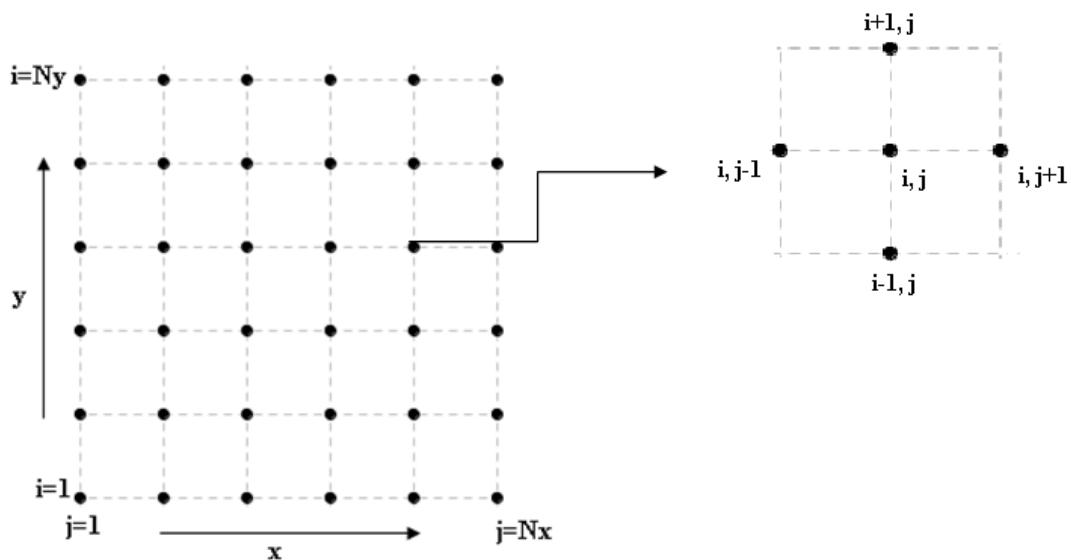 i=Ny
y
i=1
j=1
x
j=Nx
i+1, j
i, j-1
i, j
i, j+1
i-1, j